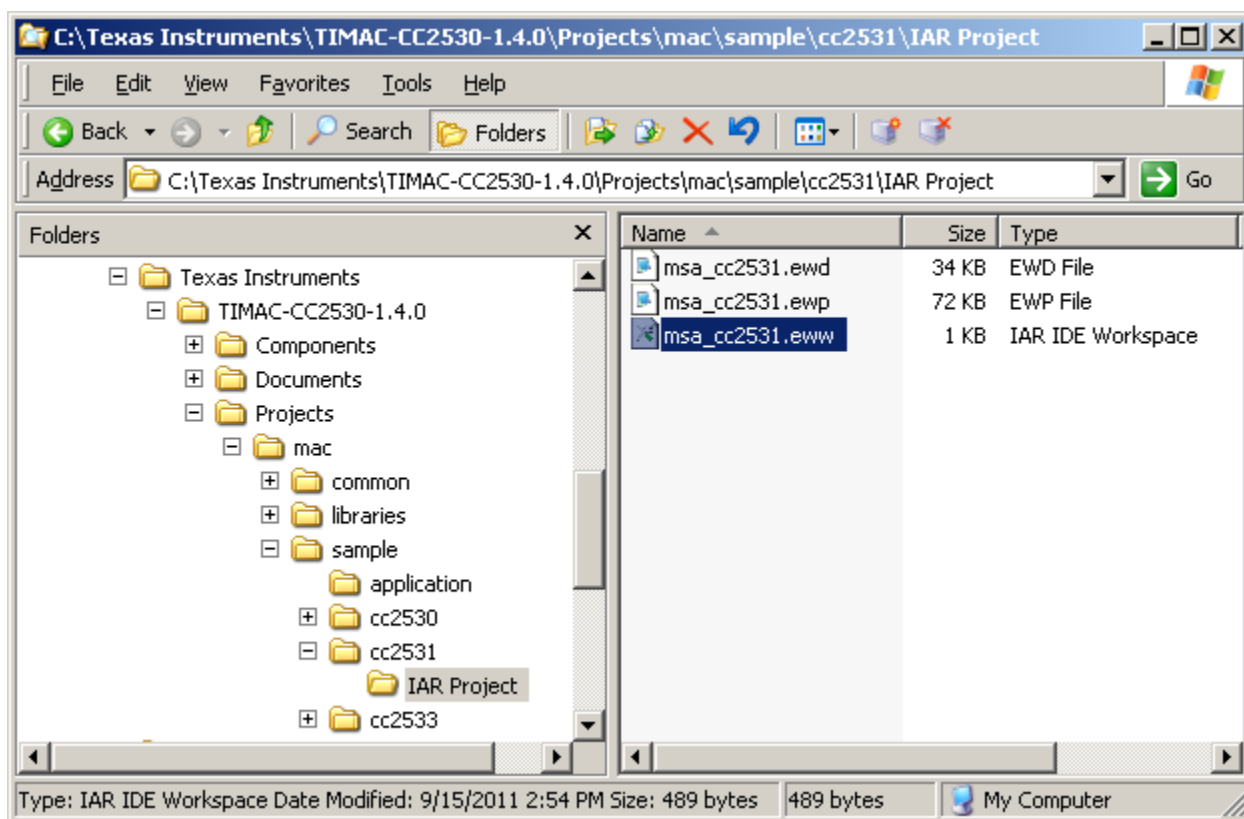 C:\Texas Instruments\TIMAC-CC2530-1.4.0\Projects\mac\sample\cc2531\IAR Project
File Edit View Favorites Tools Help
Back Search Folders
Address C:\Texas Instruments\TIMAC-CC2530-1.4.0\Projects\mac\sample\cc2531\IAR Project Go
Folders
Name Size Type
Texas Instruments
TIMAC-CC2530-1.4.0
Components
Documents
Projects
mac
common
libraries
sample
application
cc2530
cc2531
IAR Project
cc2533
msa_cc2531.ewd 34 KB EWD File
msa_cc2531.ewp 72 KB EWP File
msa_cc2531.eww 1 KB IAR IDE Workspace
Type: IAR IDE Workspace Date Modified: 9/15/2011 2:54 PM Size: 489 bytes 489 bytes My Computer